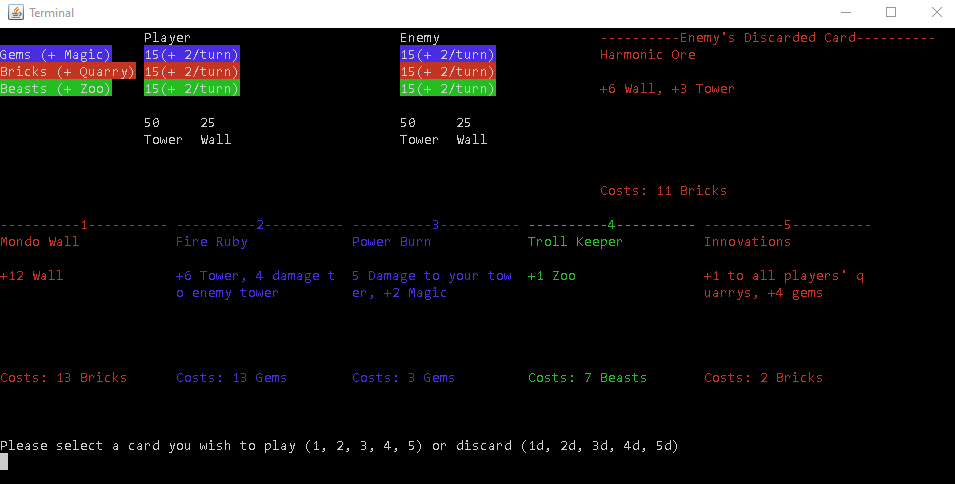 Terminal
Player Enemy ----------Enemy's Discarded Card----------
Gems (+ Magic) 15(+ 2/turn) 15(+ 2/turn) Harmonic Ore
Bricks (+ Quarry) 15(+ 2/turn) 15(+ 2/turn)
Beasts (+ Zoo) 15(+ 2/turn) 15(+ 2/turn) +6 Wall, +3 Tower
50 25 50 25
Tower Wall Tower Wall
Costs: 11 Bricks
----------1---------- ----------2---------- ----------3---------- ----------4---------- ----------5----------
Mondo Wall Fire Ruby Power Burn Troll Keeper Innovations
+12 Wall +6 Tower, 4 damage t 5 Damage to your tow +1 Zoo +1 to all players' q
o enemy tower er, +2 Magic uarrys, +4 gems
Costs: 13 Bricks Costs: 13 Gems Costs: 3 Gems Costs: 7 Beasts Costs: 2 Bricks
Please select a card you wish to play (1, 2, 3, 4, 5) or discard (1d, 2d, 3d, 4d, 5d)